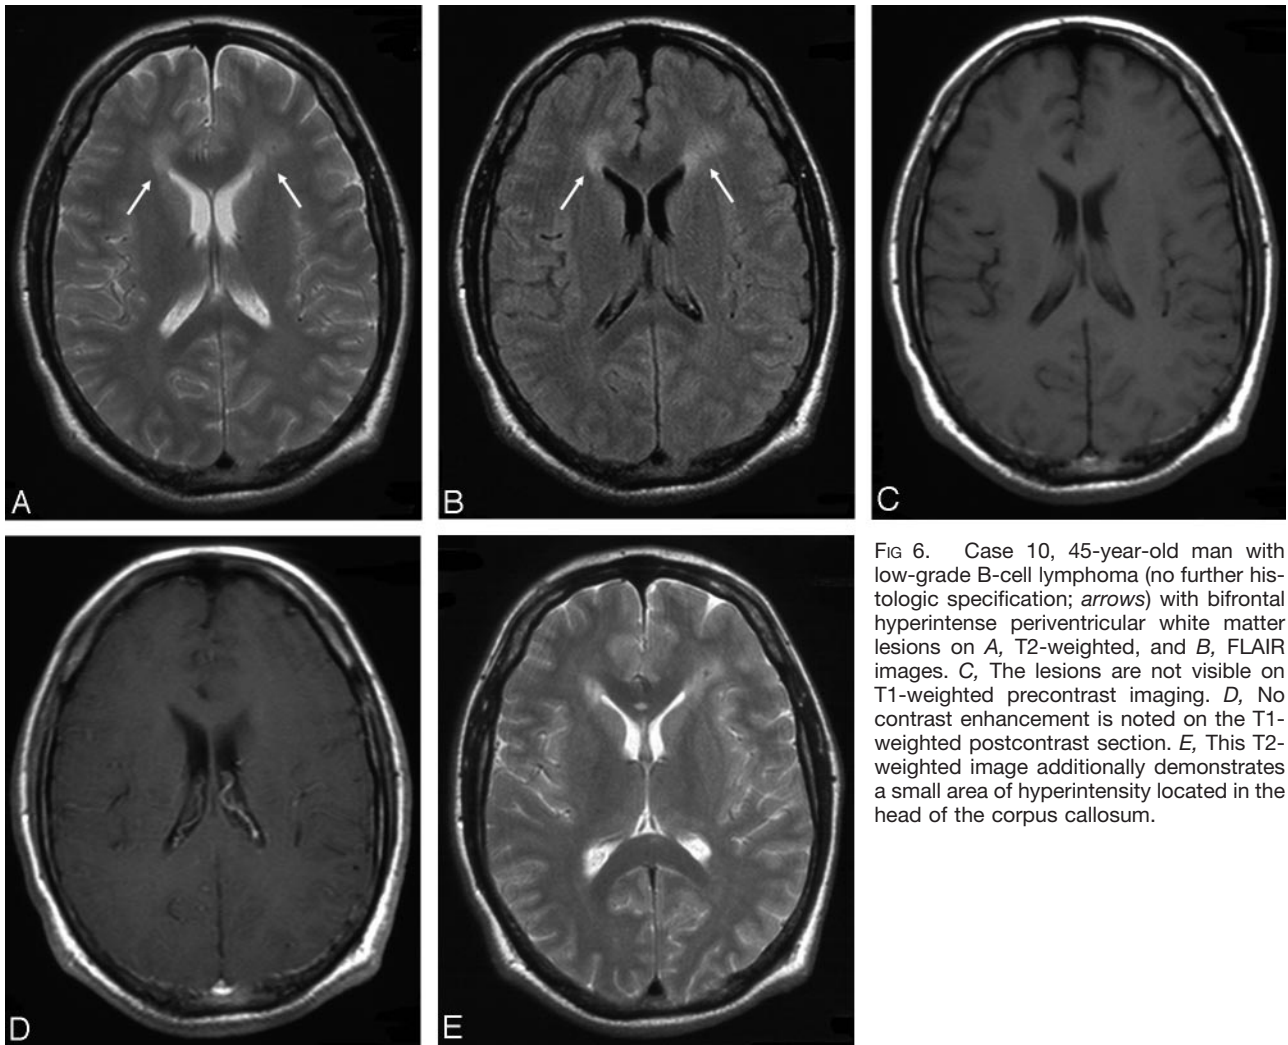 A
B
C
D
E
FIG 6. Case 10, 45-year-old man with
low-grade B-cell lymphoma (no further his-
tologic specification; arrows) with bifrontal
hyperintense periventricular white matter
lesions on A, T2-weighted, and B, FLAIR
images. C, The lesions are not visible on
T1-weighted precontrast imaging. D, No
contrast enhancement is noted on the T1-
weighted postcontrast section. E, This T2-
weighted image additionally demonstrates
a small area of hyperintensity located in the
head of the corpus callosum.